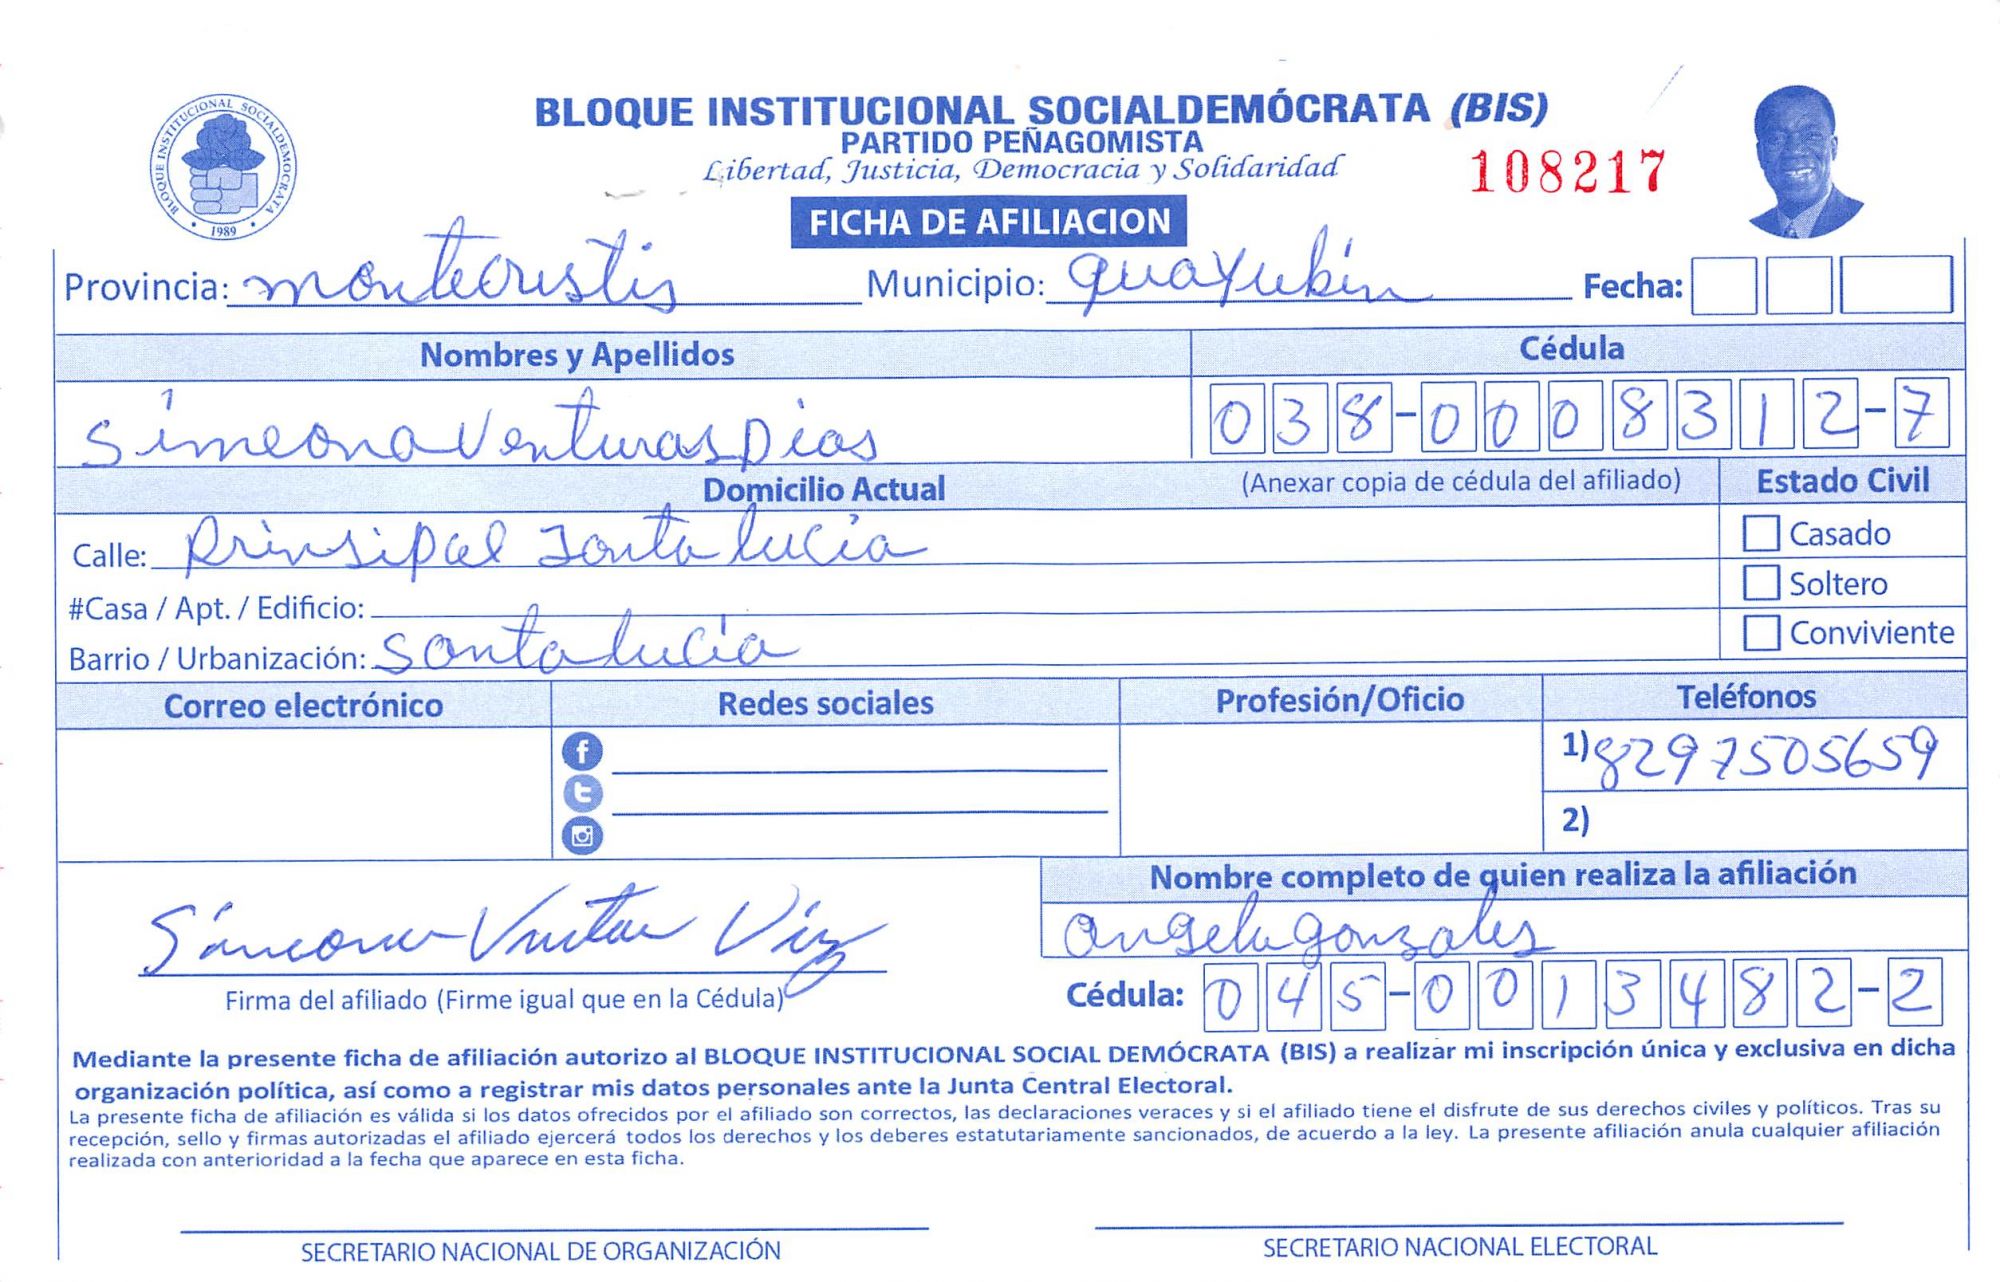 BLOQUE INSTITUCIONAL SOCIALDEMOCRATA
1989
BLOQUE INSTITUCIONAL SOCIALDEMÓCRATA (BIS)
PARTIDO PEÑAGOMISTA
Libertad, Justicia, Democracia y Solidaridad
108217
FICHA DE AFILIACION
Provincia: montecristis Municipio: guayubin Fecha:
Nombres y Apellidos Cédula
Simeona Venturas Dias 038-0008312-7
Domicilio Actual (Anexar copia de cédula del afiliado) Estado Civil
Calle: Prinsipal Santa lucia Casado
#Casa / Apt. / Edificio: Soltero
Barrio / Urbanización: Santa lucia Conviviente
Correo electrónico Redes sociales Profesión/Oficio Teléfonos
1) 8297505659
2)
Nombre completo de quien realiza la afiliación
Simeona Ventura Diaz angela gonzales
Firma del afiliado (Firme igual que en la Cédula) Cédula: 045-0013482-2
Mediante la presente ficha de afiliación autorizo al BLOQUE INSTITUCIONAL SOCIAL DEMÓCRATA (BIS) a realizar mi inscripción única y exclusiva en dicha
organización política, así como a registrar mis datos personales ante la Junta Central Electoral.
La presente ficha de afiliación es válida si los datos ofrecidos por el afiliado son correctos, las declaraciones veraces y si el afiliado tiene el disfrute de sus derechos civiles y políticos. Tras su
recepción, sello y firmas autorizadas el afiliado ejercerá todos los derechos y los deberes estatutariamente sancionados, de acuerdo a la ley. La presente afiliación anula cualquier afiliación
realizada con anterioridad a la fecha que aparece en esta ficha.
SECRETARIO NACIONAL DE ORGANIZACIÓN SECRETARIO NACIONAL ELECTORAL